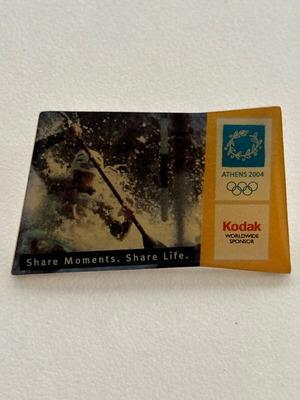 Share Moments. Share Life.
ATHENS 2004
Kodak
WORLDWIDE
SPONSOR